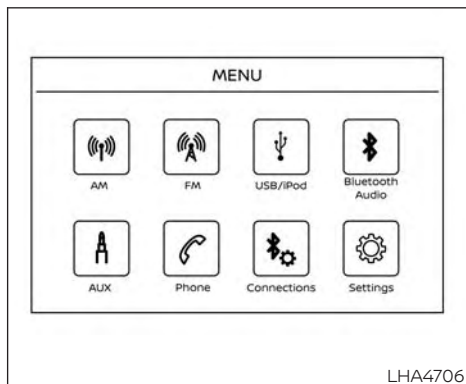 MENU
AM
FM
USB/iPod
Bluetooth
Audio
AUX
Phone
Connections
Settings
LHA4706